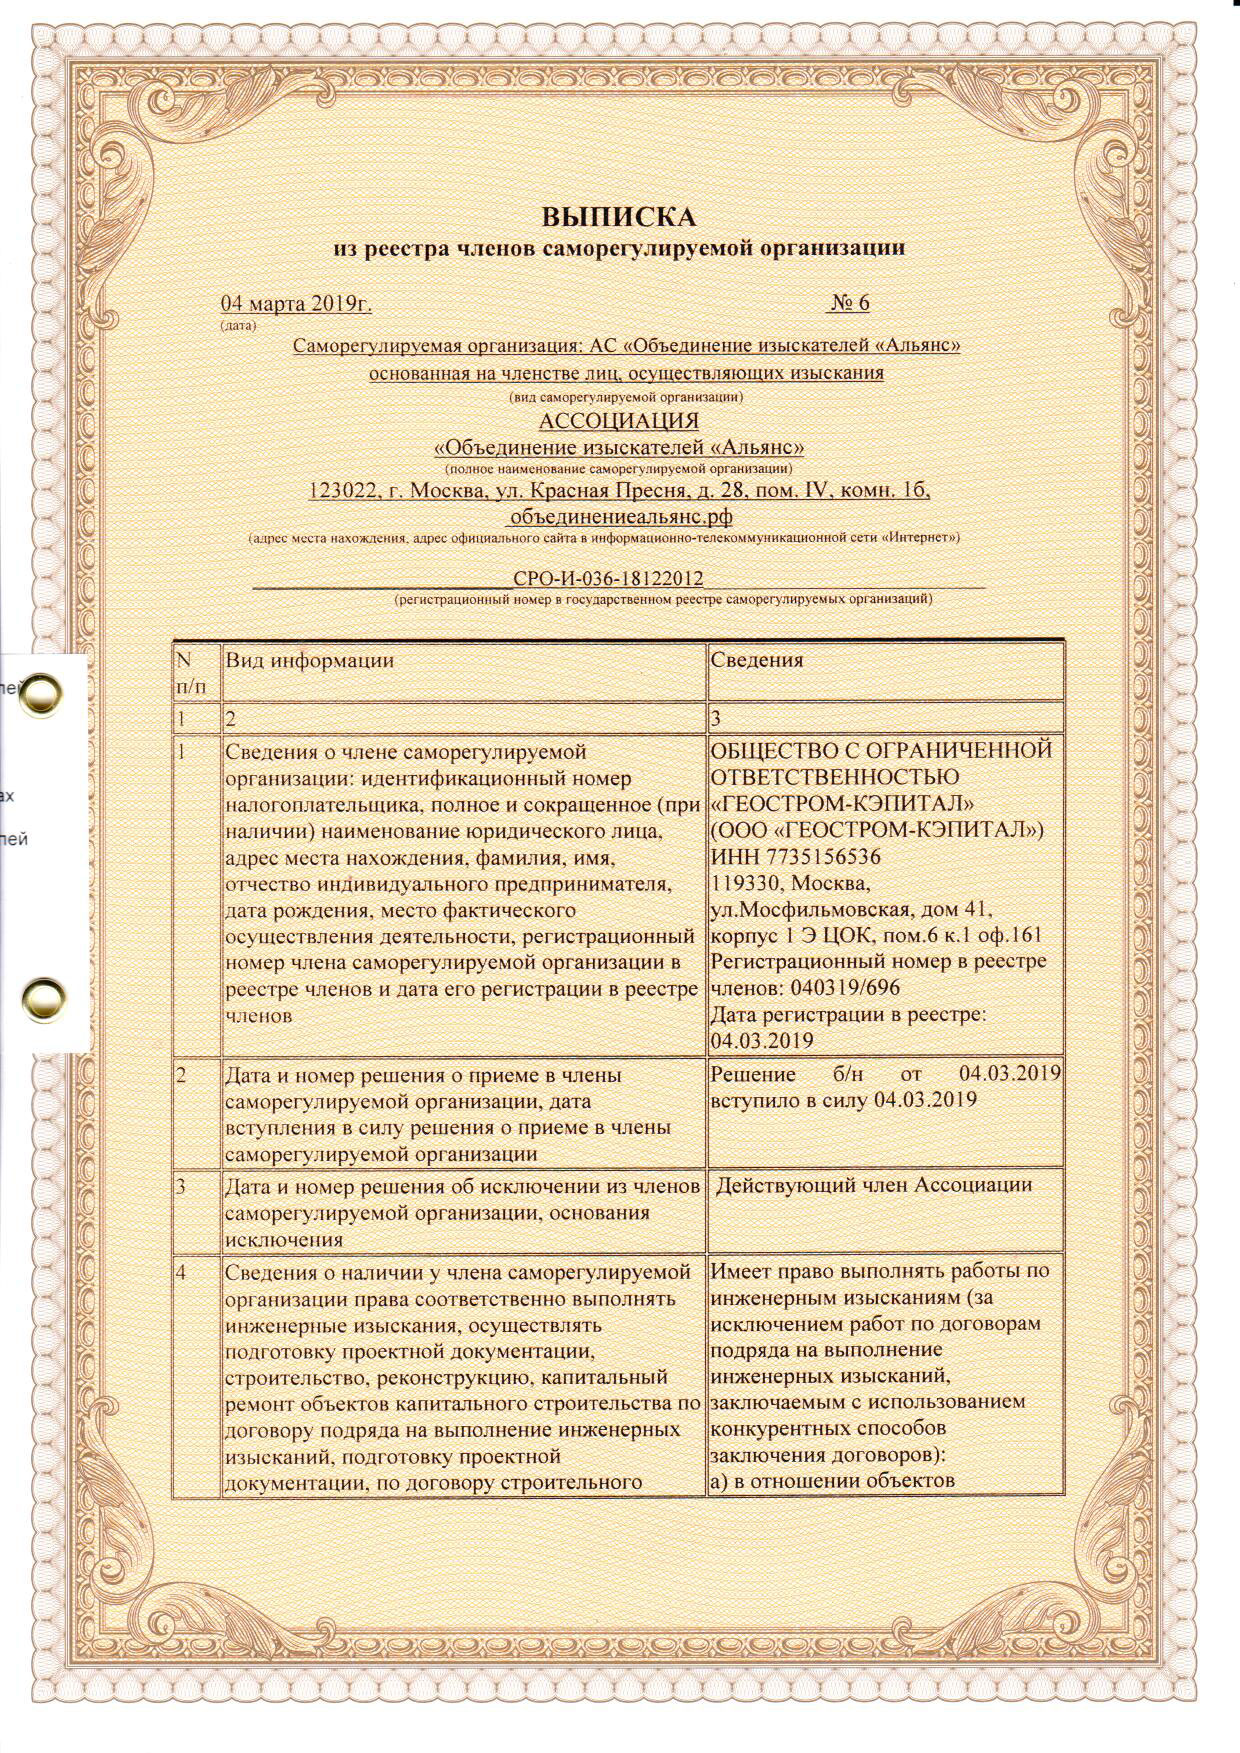 ВЫПИСКА
из реестра членов саморегулируемой организации
04 марта 2019г. № 6
(дата)
Саморегулируемая организация: АС «Объединение изыскателей «Альянс»
основанная на членстве лиц, осуществляющих изыскания
(вид саморегулируемой организации)
АССОЦИАЦИЯ
«Объединение изыскателей «Альянс»
(полное наименование саморегулируемой организации)
123022, г. Москва, ул. Красная Пресня, д. 28, пом. IV, комн. 1б,
объединениеальянс.рф
(адрес места нахождения, адрес официального сайта в информационно-телекоммуникационной сети «Интернет»)
СРО-И-036-18122012
(регистрационный номер в государственном реестре саморегулируемых организаций)
N
п/п
Вид информации
Сведения
1
2
3
1
Сведения о члене саморегулируемой
организации: идентификационный номер
налогоплательщика, полное и сокращенное (при
наличии) наименование юридического лица,
адрес места нахождения, фамилия, имя,
отчество индивидуального предпринимателя,
дата рождения, место фактического
осуществления деятельности, регистрационный
номер члена саморегулируемой организации в
реестре членов и дата его регистрации в реестре
членов
ОБЩЕСТВО С ОГРАНИЧЕННОЙ
ОТВЕТСТВЕННОСТЬЮ
«ГЕОСТРОМ-КЭПИТАЛ»
(ООО «ГЕОСТРОМ-КЭПИТАЛ»)
ИНН 7735156536
119330, Москва,
ул.Мосфильмовская, дом 41,
корпус 1 Э ЦОК, пом.6 к.1 оф.161
Регистрационный номер в реестре
членов: 040319/696
Дата регистрации в реестре:
04.03.2019
2
Дата и номер решения о приеме в члены
саморегулируемой организации, дата
вступления в силу решения о приеме в члены
саморегулируемой организации
Решение б/н от 04.03.2019
вступило в силу 04.03.2019
3
Дата и номер решения об исключении из членов
саморегулируемой организации, основания
исключения
Действующий член Ассоциации
4
Сведения о наличии у члена саморегулируемой
организации права соответственно выполнять
инженерные изыскания, осуществлять
подготовку проектной документации,
строительство, реконструкцию, капитальный
ремонт объектов капитального строительства по
договору подряда на выполнение инженерных
изысканий, подготовку проектной
документации, по договору строительного
Имеет право выполнять работы по
инженерным изысканиям (за
исключением работ по договорам
подряда на выполнение
инженерных изысканий,
заключаемым с использованием
конкурентных способов
заключения договоров):
а) в отношении объектов